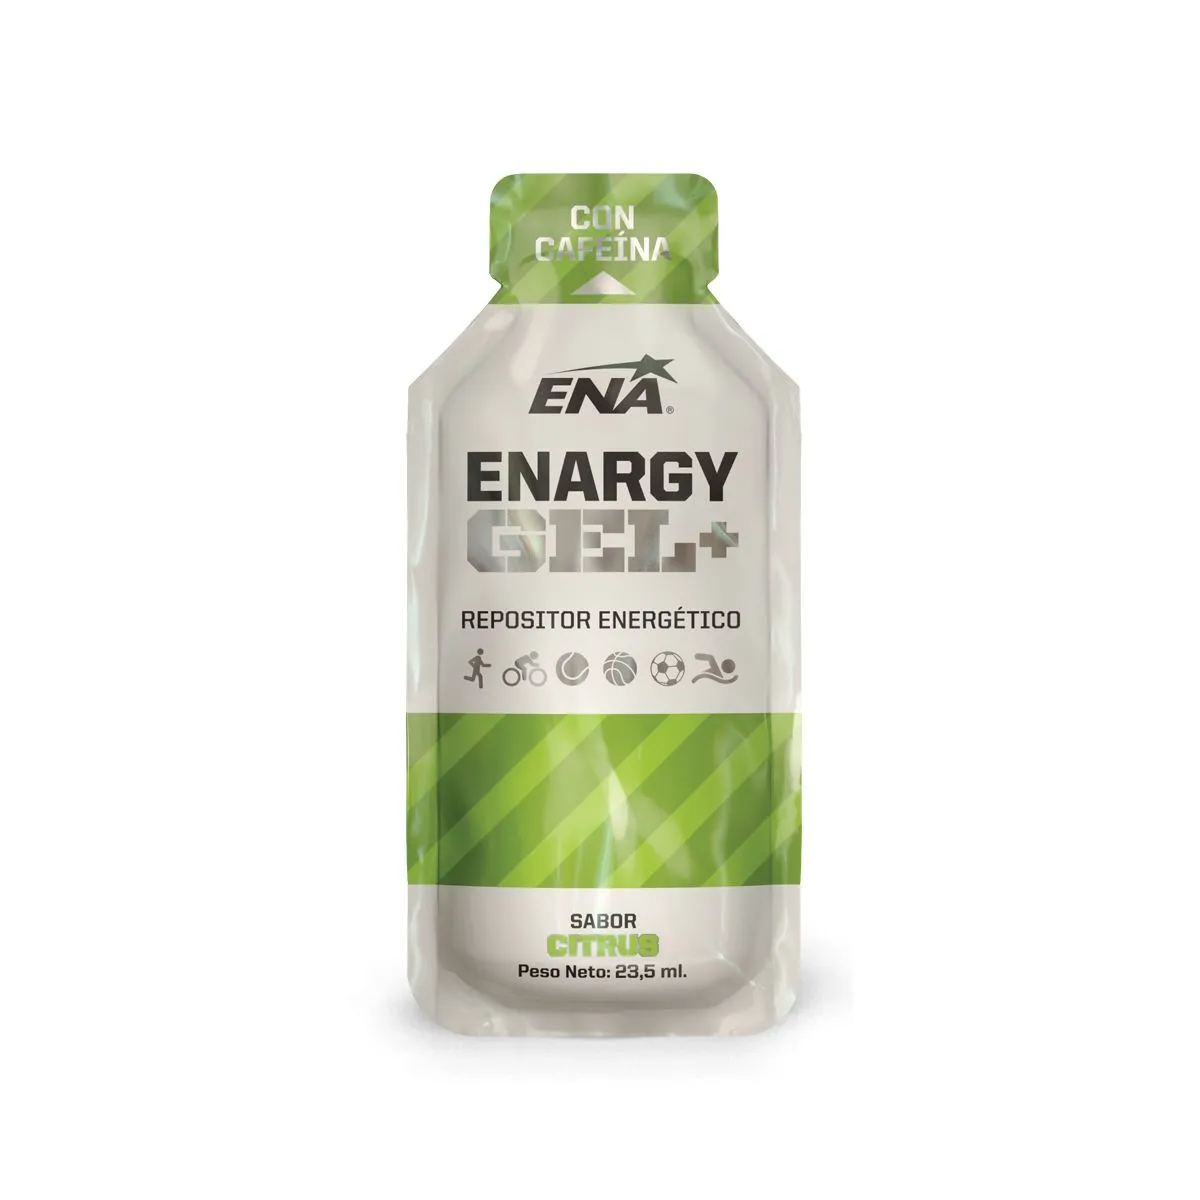 CON
CAFEÍNA
ENA®
ENARGY
GEL+
REPOSITOR ENERGÉTICO
SABOR
CITRUS
Peso Neto: 23,5 ml.